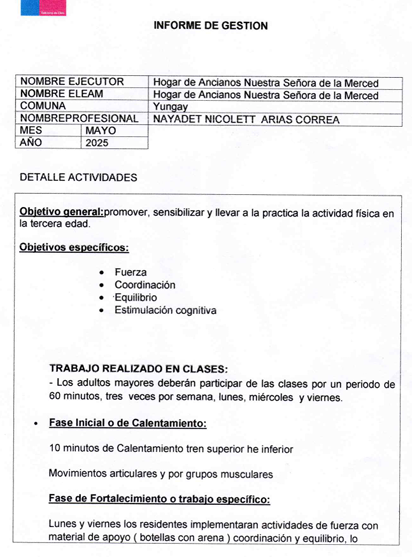 INFORME DE GESTION
NOMBRE EJECUTOR Hogar de Ancianos Nuestra Señora de la Merced
NOMBRE ELEAM Hogar de Ancianos Nuestra Señora de la Merced
COMUNA Yungay
NOMBREPROFESIONAL NAYADET NICOLETT ARIAS CORREA
MES MAYO
AÑO 2025
DETALLE ACTIVIDADES
Objetivo general:promover, sensibilizar y llevar a la practica la actividad física en
la tercera edad.
Objetivos específicos:
• Fuerza
• Coordinación
• Equilibrio
• Estimulación cognitiva
TRABAJO REALIZADO EN CLASES:
- Los adultos mayores deberán participar de las clases por un periodo de
60 minutos, tres veces por semana, lunes, miércoles y viernes.
• Fase Inicial o de Calentamiento:
10 minutos de Calentamiento tren superior he inferior
Movimientos articulares y por grupos musculares
Fase de Fortalecimiento o trabajo específico:
Lunes y viernes los residentes implementaran actividades de fuerza con
material de apoyo ( botellas con arena ) coordinación y equilibrio, lo